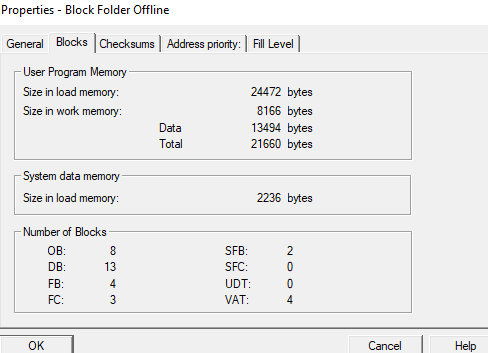 Properties - Block Folder Offline
General Blocks Checksums Address priority: Fill Level
User Program Memory
Size in load memory: 24472 bytes
Size in work memory: 8166 bytes
Data 13494 bytes
Total 21660 bytes
System data memory
Size in load memory: 2236 bytes
Number of Blocks
OB: 8 SFB: 2
DB: 13 SFC: 0
FB: 4 UDT: 0
FC: 3 VAT: 4
OK Cancel Help